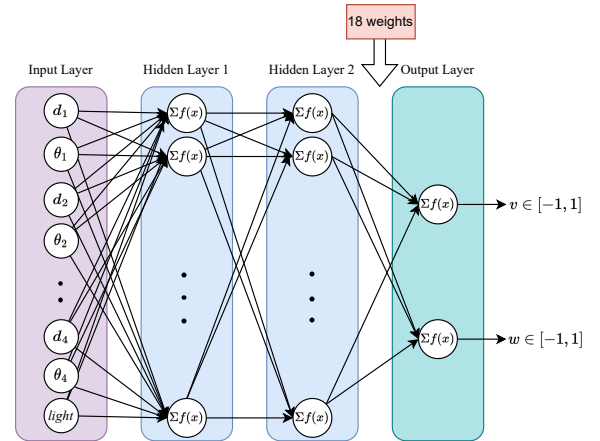 18 weights
Input Layer
Hidden Layer 1
Hidden Layer 2
Output Layer
d₁
θ₁
d₂
θ₂
d₄
θ₄
light
Σf(x)
Σf(x)
Σf(x)
Σf(x)
Σf(x)
Σf(x)
Σf(x)
Σf(x)
v ∈ [−1, 1]
w ∈ [−1, 1]